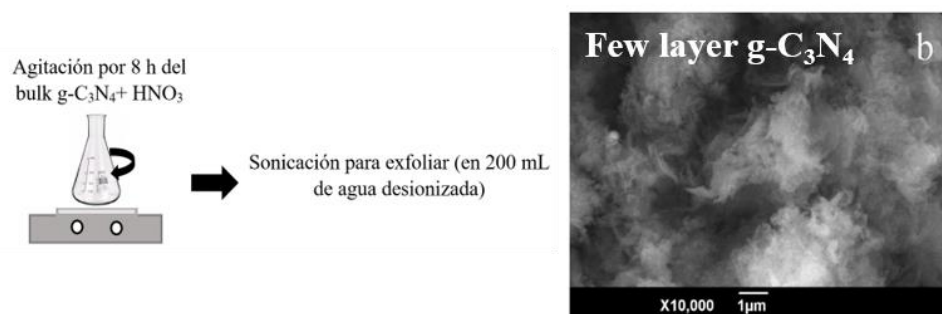 Agitación por 8 h del
bulk g-C₃N₄+ HNO₃
Sonicación para exfoliar (en 200 mL
de agua desionizada)
Few layer g-C₃N₄ b
X10,000 1μm